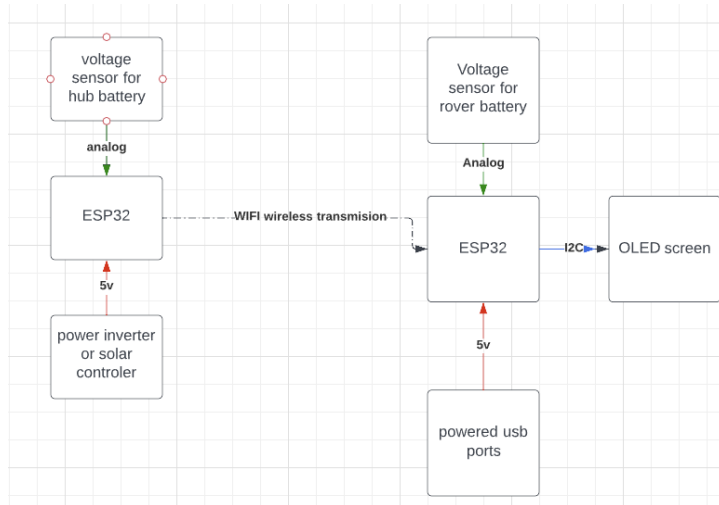 voltage
sensor for
hub battery
analog
ESP32
5v
power inverter
or solar
controler
WIFI wireless transmision
Voltage
sensor for
rover battery
Analog
ESP32
I2C
OLED screen
5v
powered usb
ports